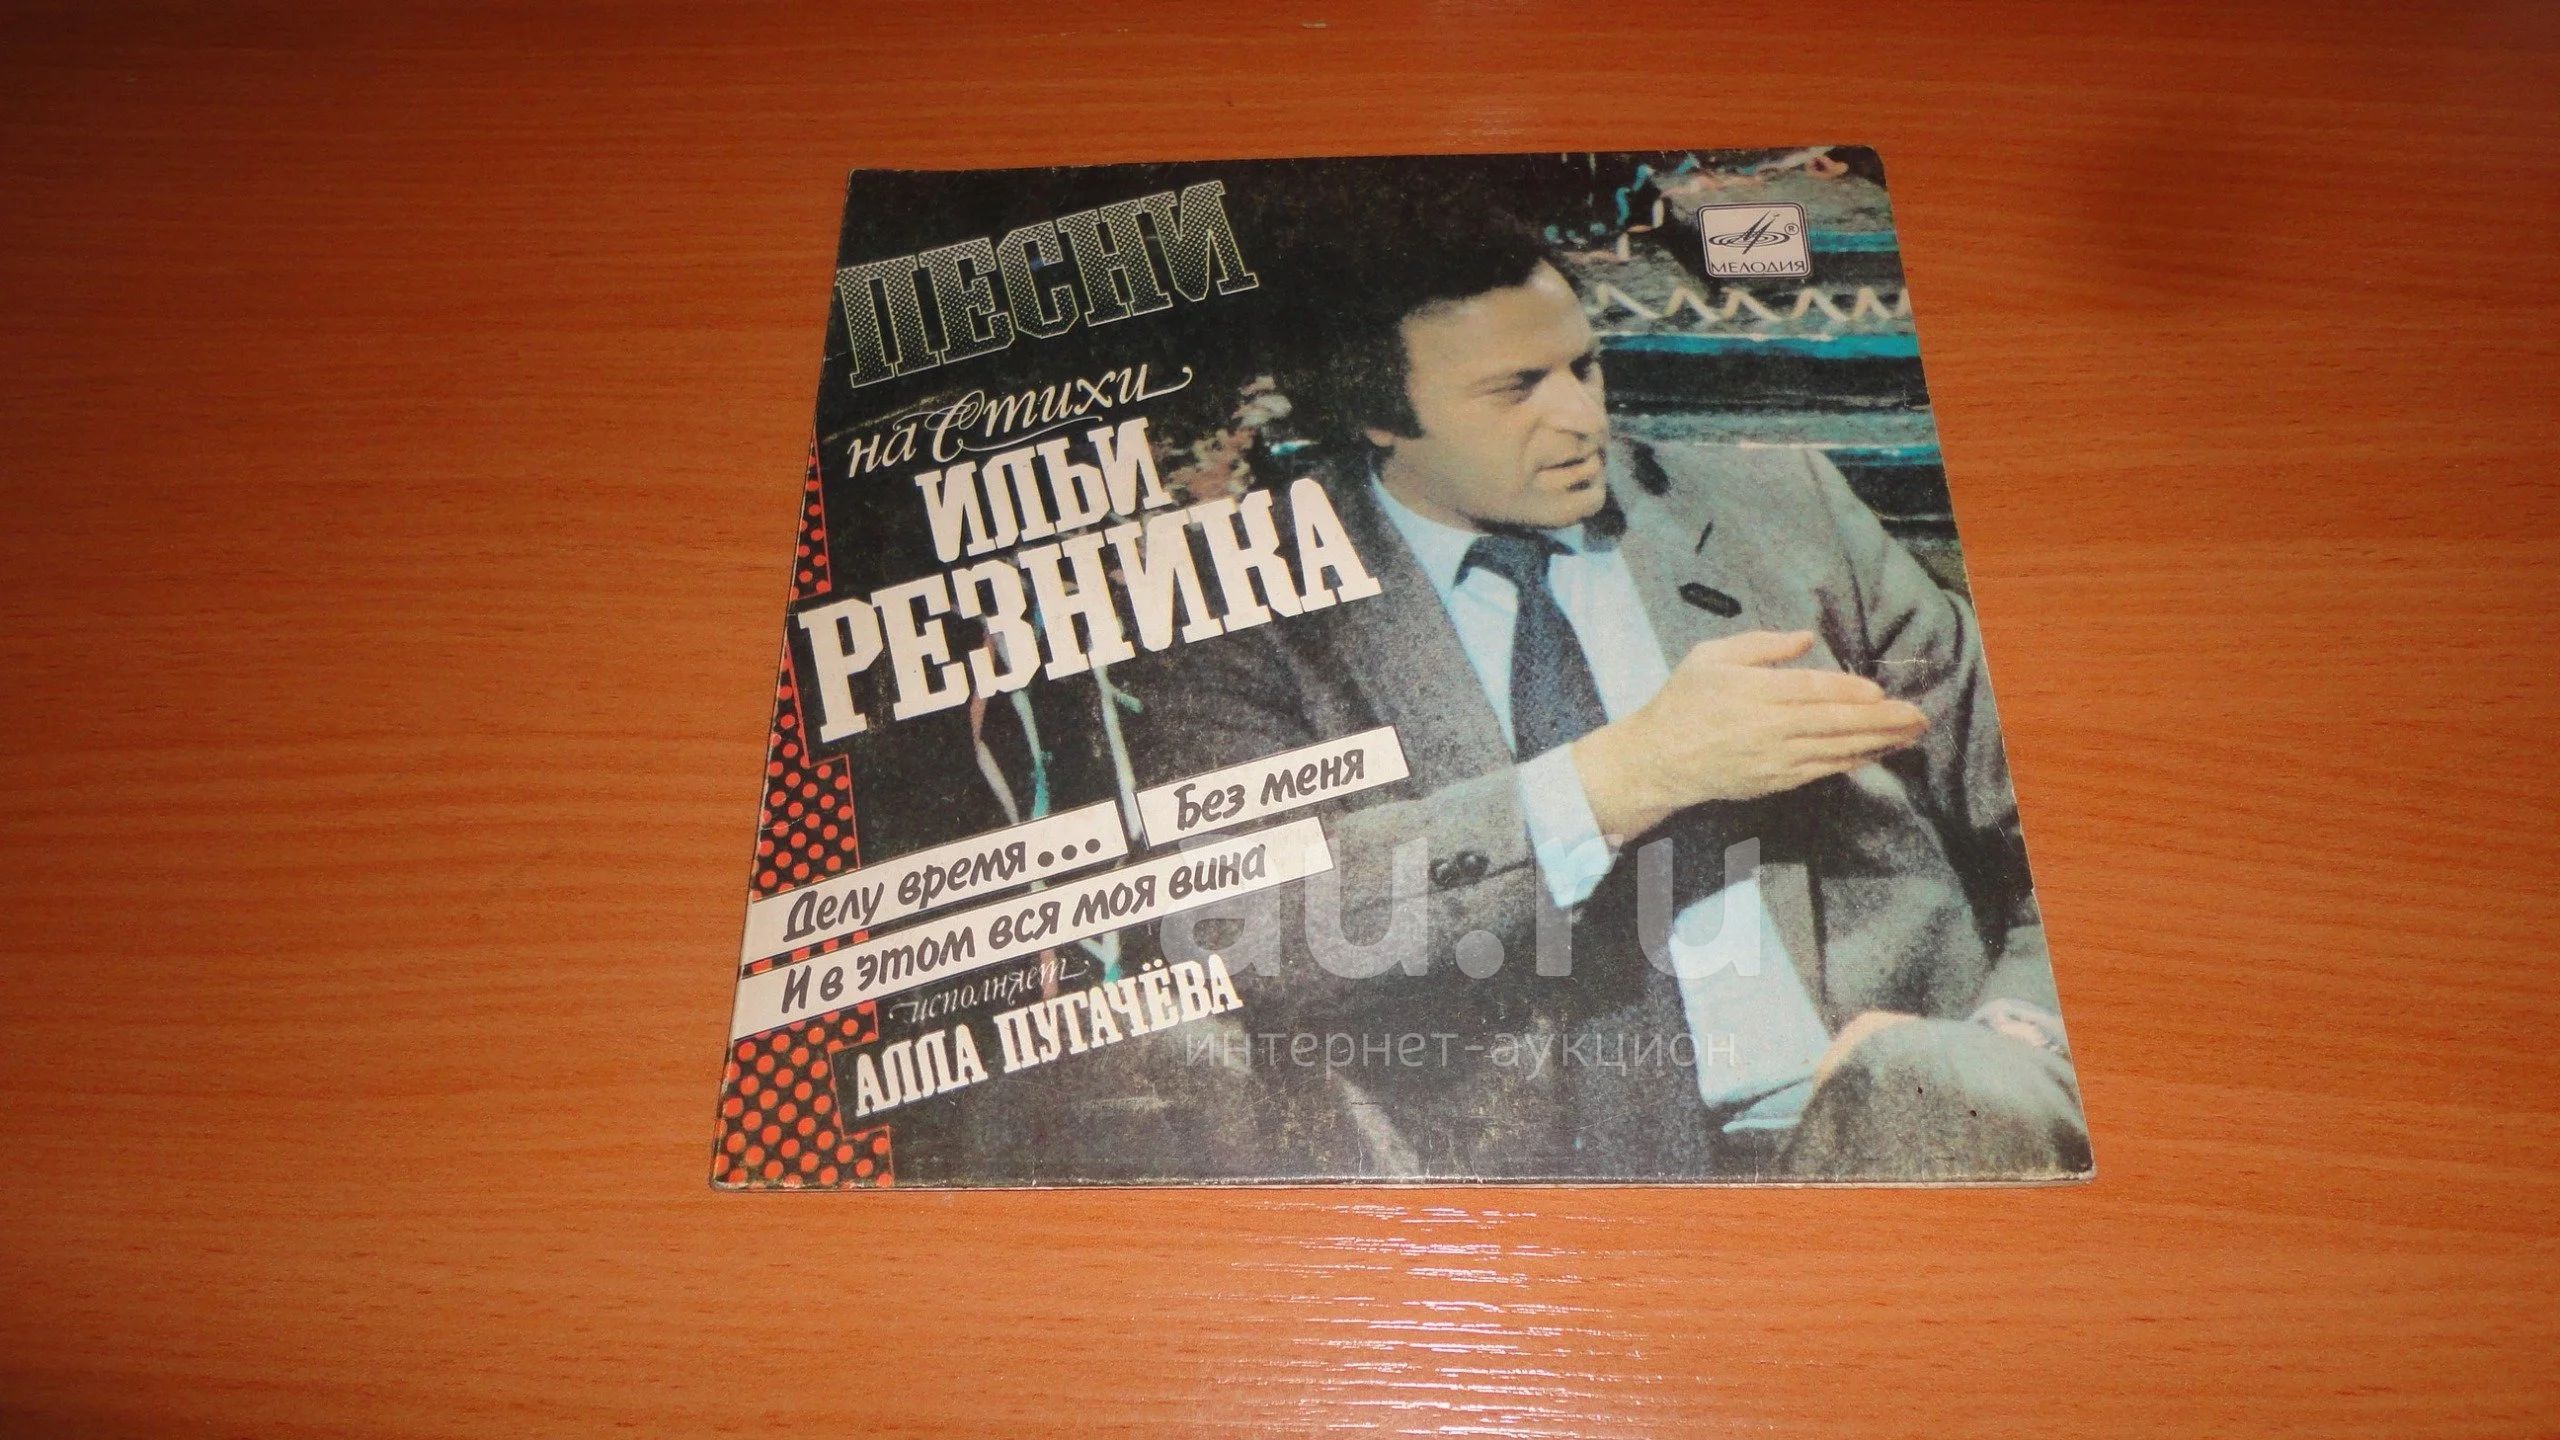 ПЕСНИ
на Стихи
ИЛЬИ
РЕЗНИКА
МЕЛОДИЯ
®
Делу время...
Без меня
И в этом вся моя вина
исполняет
АЛЛА ПУГАЧЁВА
au.ru
интернет-аукцион